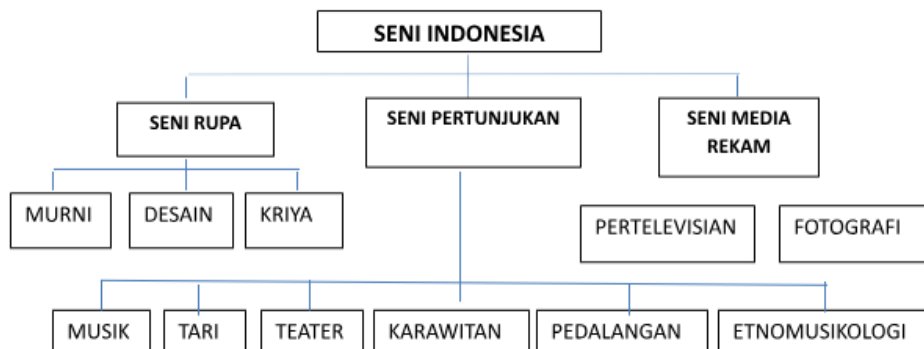 SENI INDONESIA
SENI RUPA
SENI PERTUNJUKAN
SENI MEDIA
REKAM
MURNI
DESAIN
KRIYA
PERTELEVISIAN
FOTOGRAFI
MUSIK
TARI
TEATER
KARAWITAN
PEDALANGAN
ETNOMUSIKOLOGI